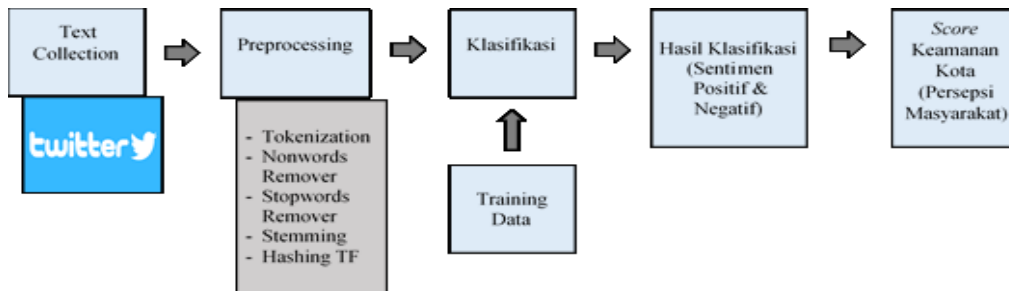 Text
Collection
twitter
Preprocessing
- Tokenization
- Nonwords
Remover
- Stopwords
Remover
- Stemming
- Hashing TF
Klasifikasi
Training
Data
Hasil Klasifikasi
(Sentimen
Positif &
Negatif)
Score
Keamanan
Kota
(Persepsi
Masyarakat)